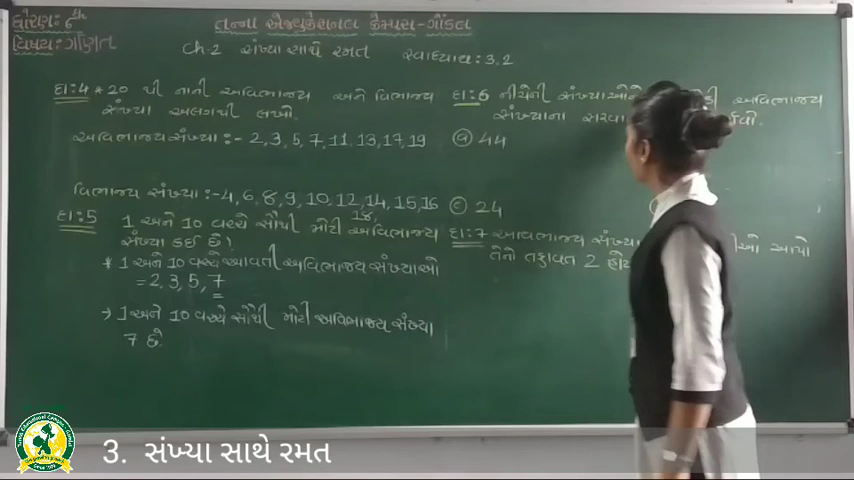 ધોરણ: 6th
વિષય: ગણિત
તન્ના એજ્યુકેશનલ કેમ્પસ-ગોંડલ
Ch-2 સંખ્યા સાથે રમત સ્વાધ્યાય: 3.2
દા:4 * 20 થી નાની અવિભાજ્ય અને વિભાજ્ય
સંખ્યા અલગથી લખો.
અવિભાજ્ય સંખ્યા :- 2, 3, 5, 7, 11, 13, 17, 19
વિભાજ્ય સંખ્યા :- 4, 6, 8, 9, 10, 12, 14, 15, 16
18,
દા:5 1 અને 10 વચ્ચે સૌથી મોટી અવિભાજ્ય
સંખ્યા કઈ છે?
* 1 અને 10 વચ્ચે આવતી અવિભાજ્ય સંખ્યાઓ
= 2, 3, 5, 7
→ 1 અને 10 વચ્ચે સૌથી મોટી અવિભાજ્ય સંખ્યા
7 છે.
દા:6 નીચેની સંખ્યાઓને અવિભાજ્ય
સંખ્યાના સરવા
a 44
c 24
દા:7 અવિભાજ્ય સંખ્યા ઓ આપો
તેનો તફાવત 2 હોય
3. સંખ્યા સાથે રમત